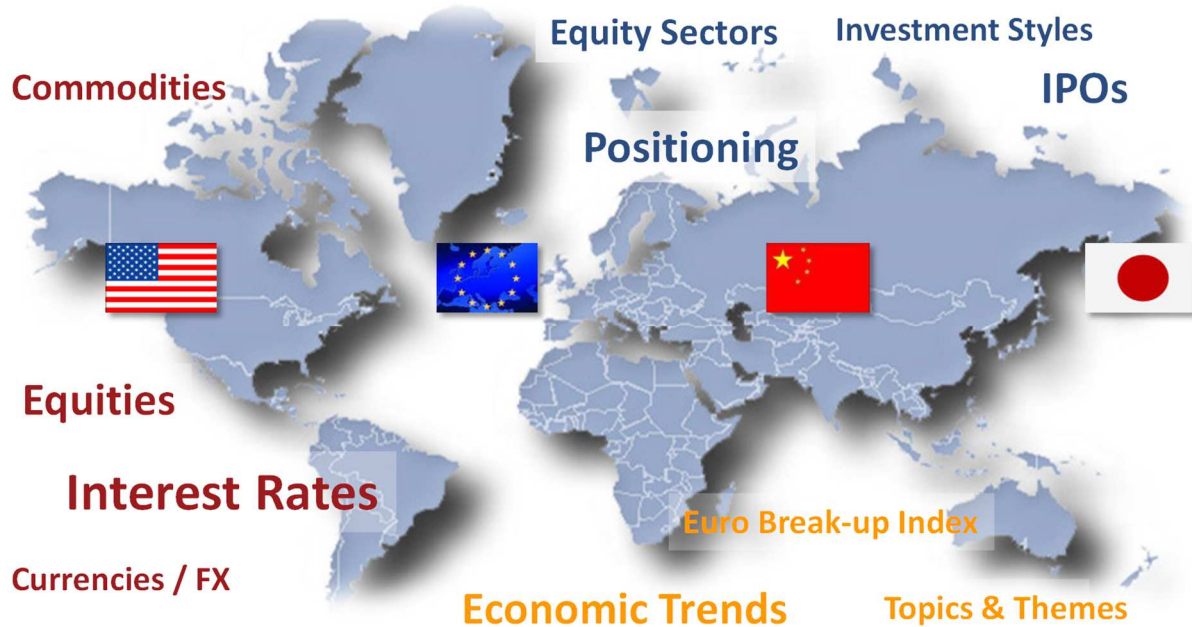 Equity Sectors
Investment Styles
Commodities
IPOs
Positioning
Equities
Interest Rates
Euro Break-up Index
Currencies / FX
Economic Trends
Topics & Themes